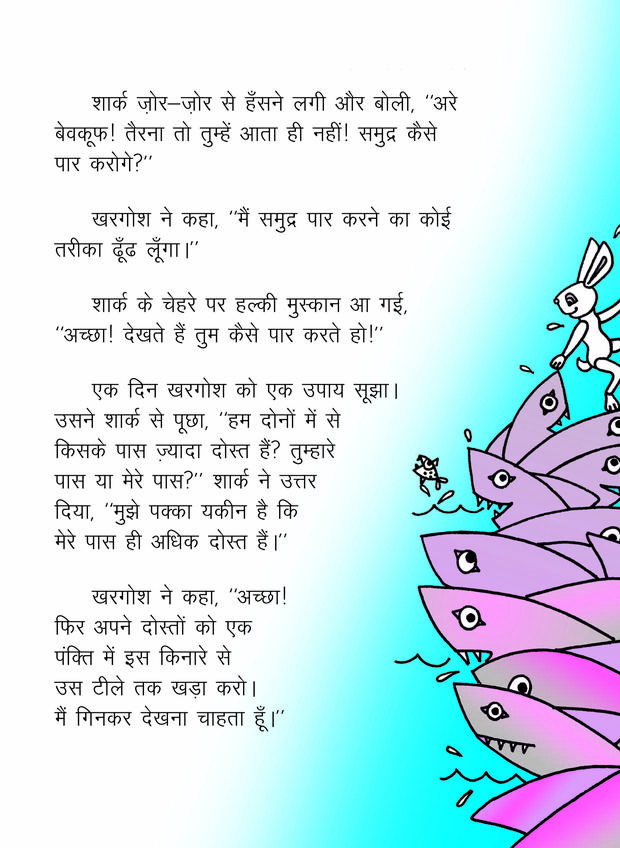 शार्क ज़ोर–ज़ोर से हँसने लगी और बोली, ‘‘अरे
बेवकूफ! तैरना तो तुम्हें आता ही नहीं! समुद्र कैसे
पार करोगे?’’
खरगोश ने कहा, ‘‘मैं समुद्र पार करने का कोई
तरीका ढूँढ लूँगा।’’
शार्क के चेहरे पर हल्की मुस्कान आ गई,
‘‘अच्छा! देखते हैं तुम कैसे पार करते हो!’’
एक दिन खरगोश को एक उपाय सूझा।
उसने शार्क से पूछा, ‘‘हम दोनों में से
किसके पास ज़्यादा दोस्त हैं? तुम्हारे
पास या मेरे पास?’’ शार्क ने उत्तर
दिया, ‘‘मुझे पक्का यकीन है कि
मेरे पास ही अधिक दोस्त हैं।’’
खरगोश ने कहा, ‘‘अच्छा!
फिर अपने दोस्तों को एक
पंक्ति में इस किनारे से
उस टीले तक खड़ा करो।
मैं गिनकर देखना चाहता हूँ।’’